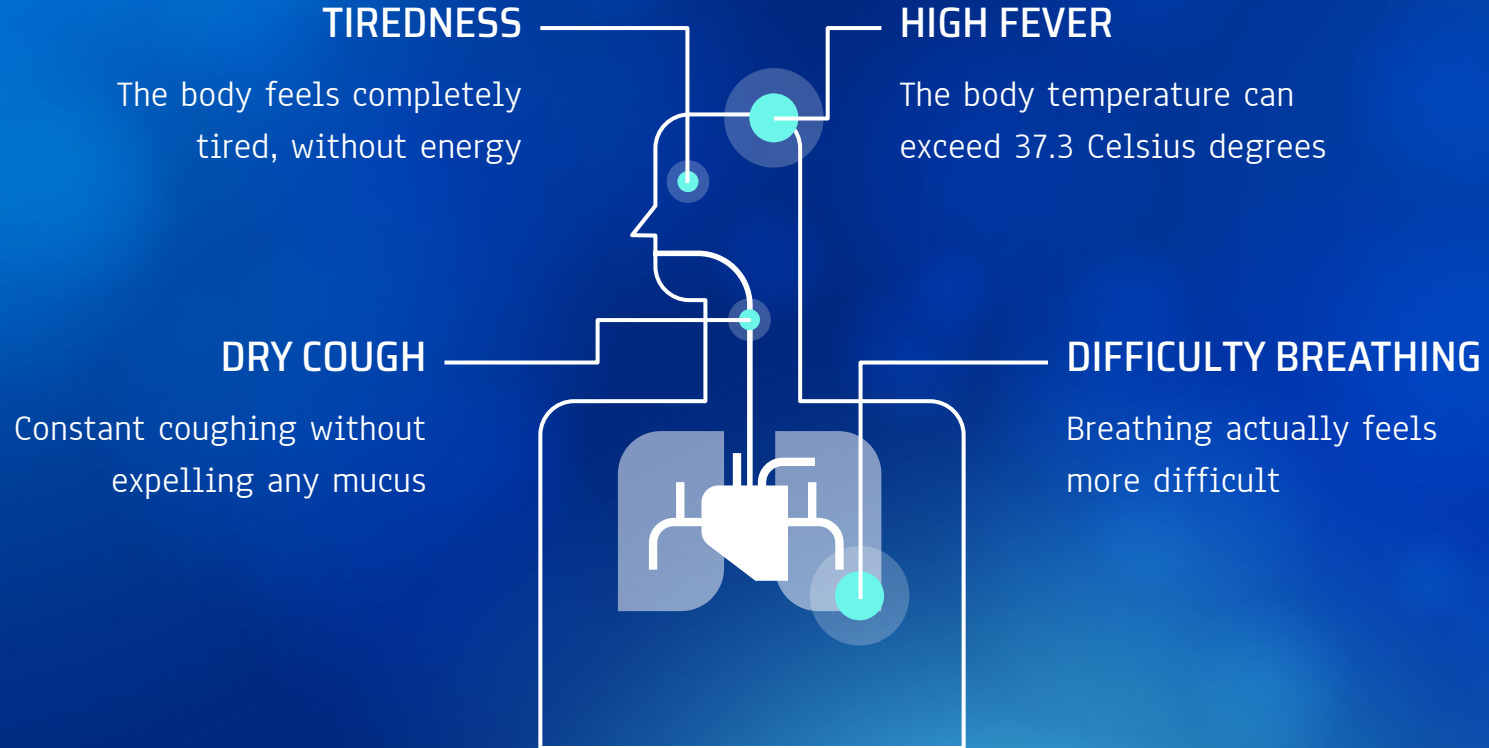 TIREDNESS
The body feels completely
tired, without energy
HIGH FEVER
The body temperature can
exceed 37.3 Celsius degrees
DRY COUGH
Constant coughing without
expelling any mucus
DIFFICULTY BREATHING
Breathing actually feels
more difficult